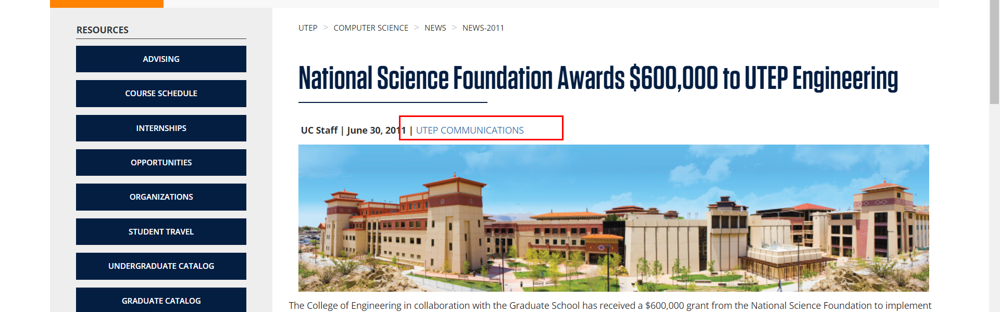 RESOURCES
ADVISING
COURSE SCHEDULE
INTERNSHIPS
OPPORTUNITIES
ORGANIZATIONS
STUDENT TRAVEL
UNDERGRADUATE CATALOG
GRADUATE CATALOG
UTEP > COMPUTER SCIENCE > NEWS > NEWS-2011
National Science Foundation Awards $600,000 to UTEP Engineering
UC Staff | June 30, 2011 | UTEP COMMUNICATIONS
The College of Engineering in collaboration with the Graduate School has received a $600,000 grant from the National Science Foundation to implement